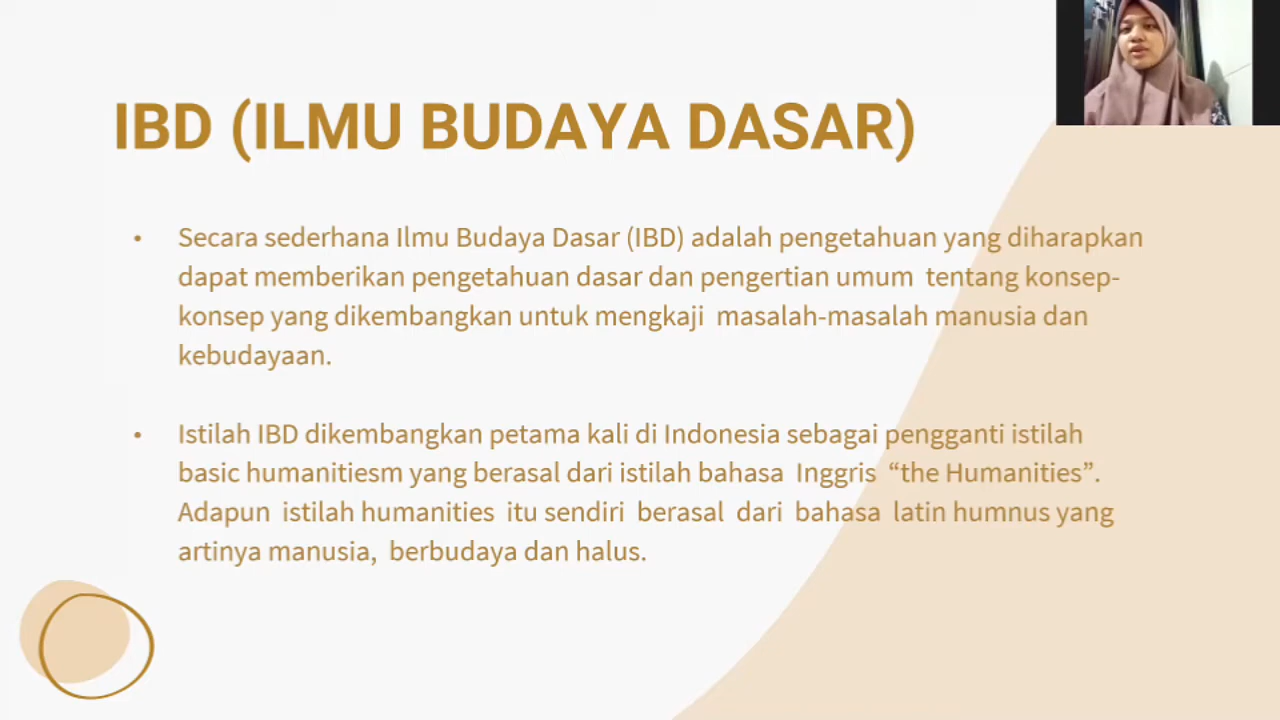 IBD (ILMU BUDAYA DASAR)
• Secara sederhana Ilmu Budaya Dasar (IBD) adalah pengetahuan yang diharapkan
dapat memberikan pengetahuan dasar dan pengertian umum tentang konsep-
konsep yang dikembangkan untuk mengkaji masalah-masalah manusia dan
kebudayaan.
• Istilah IBD dikembangkan petama kali di Indonesia sebagai pengganti istilah
basic humanitiesm yang berasal dari istilah bahasa Inggris “the Humanities”.
Adapun istilah humanities itu sendiri berasal dari bahasa latin humnus yang
artinya manusia, berbudaya dan halus.